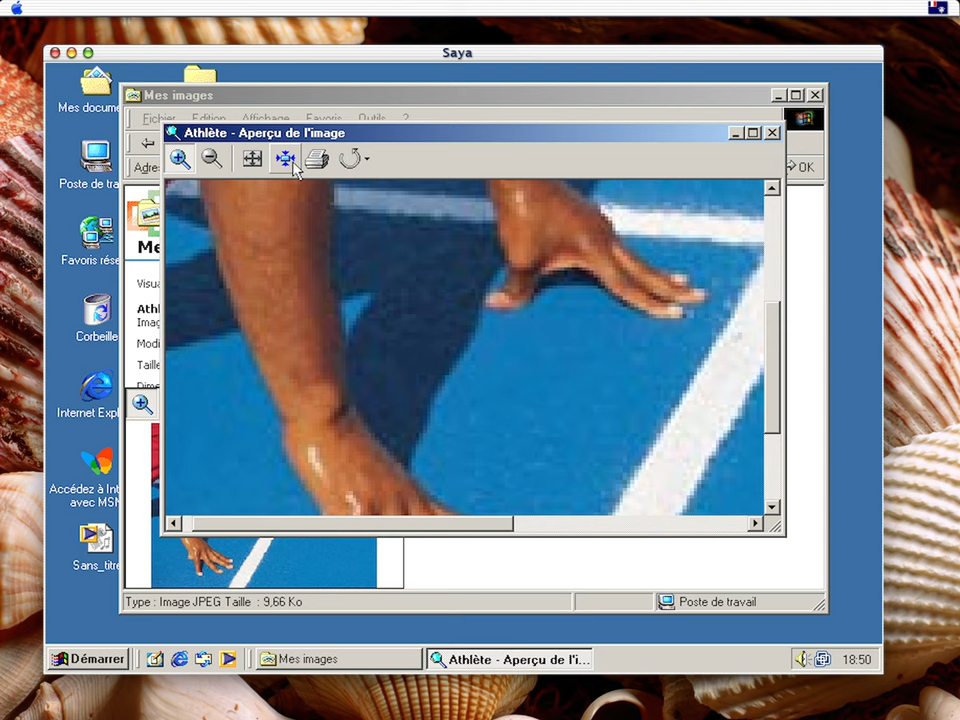 Saya
Mes images
Fichier Edition Affichage Favoris Outils ?
Athlète - Aperçu de l'image
OK
Mes docume
Poste de tra
Favoris rése
Corbeille
Internet Expl
Accédez à Int
avec MSN
Sans_titre
Adre
Me
Visua
Athl
Imag
Modi
Taille
Dime
Type : Image JPEG Taille : 9,66 Ko
Poste de travail
Démarrer
Mes images
Athlète - Aperçu de l'i...
18:50